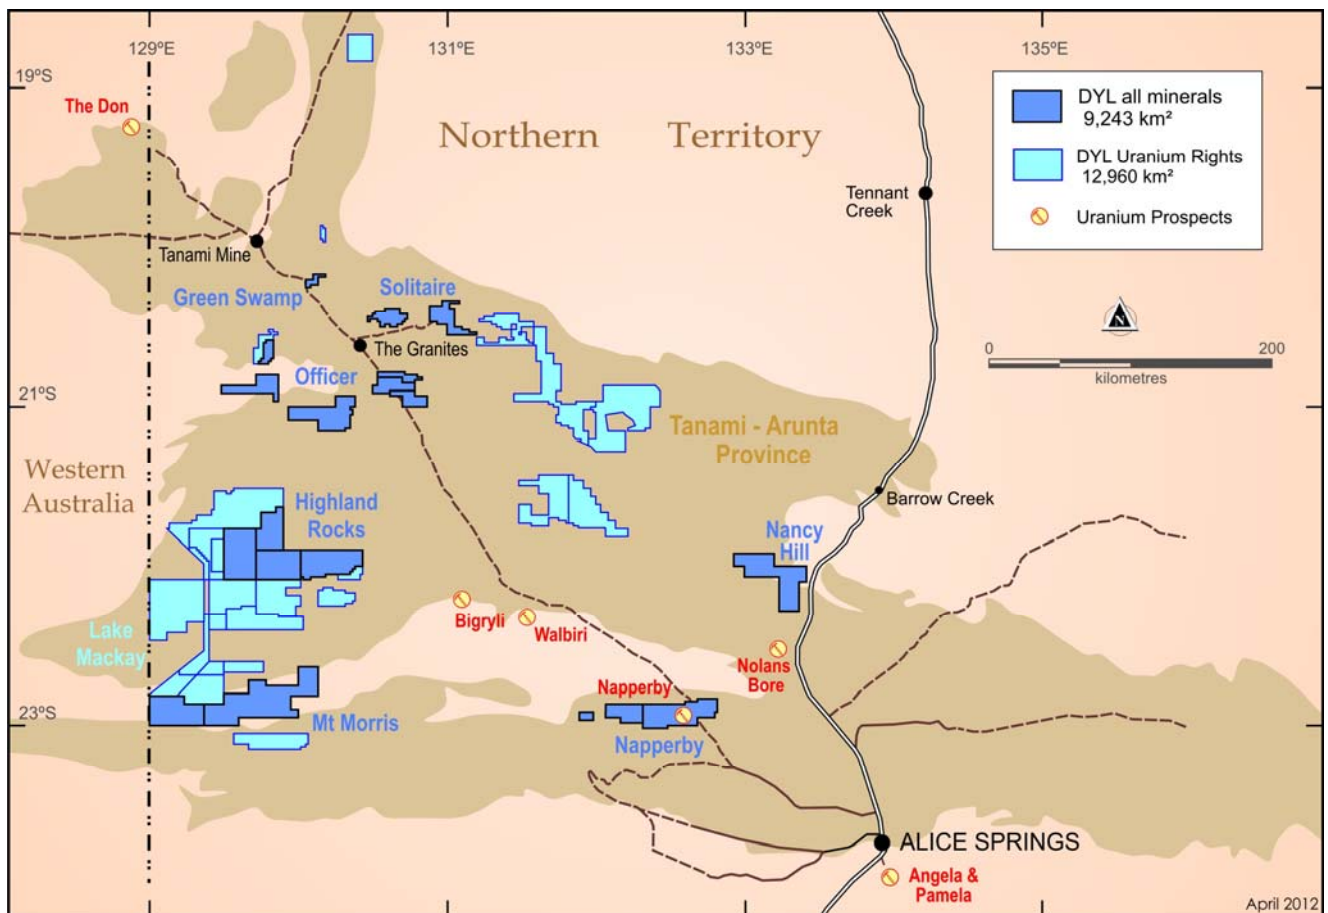 129ºE
131ºE
133ºE
135ºE
19ºS
The Don
Northern Territory
DYL all minerals
9,243 km²
DYL Uranium Rights
12,960 km²
Uranium Prospects
Tennant
Creek
Tanami Mine
Green Swamp
Solitaire
N
0
200
kilometres
The Granites
Officer
21ºS
Tanami - Arunta
Province
Western
Australia
Highland
Rocks
Barrow Creek
Nancy
Hill
Bigryli
Walbiri
Lake
Mackay
Nolans
Bore
Napperby
23ºS
Mt Morris
Napperby
ALICE SPRINGS
Angela &
Pamela
April 2012